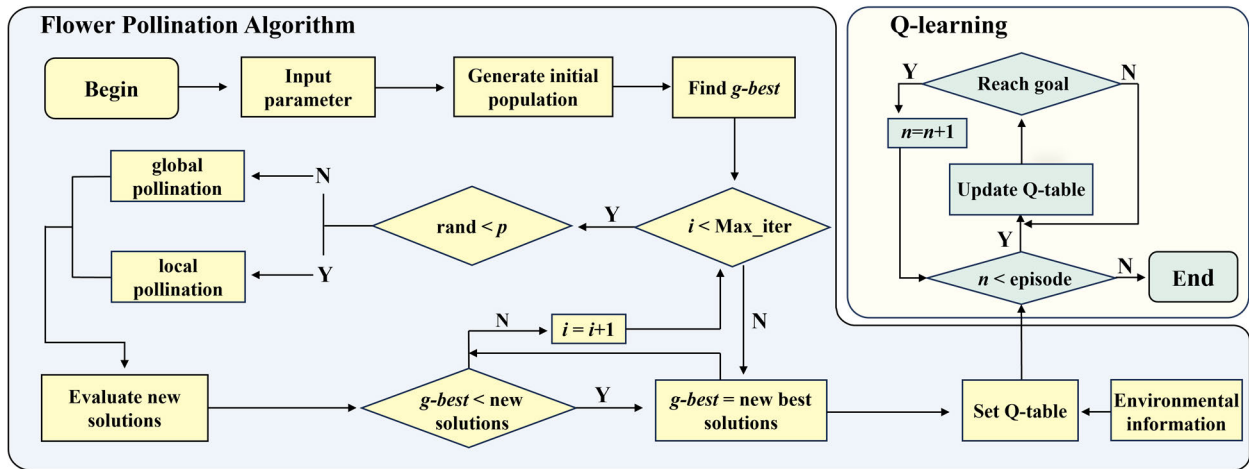 Flower Pollination Algorithm
Q-learning
Begin
Input
parameter
Generate initial
population
Find g-best
Y
Reach goal
N
n=n+1
global
pollination
N
Update Q-table
rand < p
Y
i < Max_iter
Y
local
pollination
Y
n < episode
N
End
N
i = i+1
N
Evaluate new
solutions
g-best < new
solutions
Y
g-best = new best
solutions
Set Q-table
Environmental
information